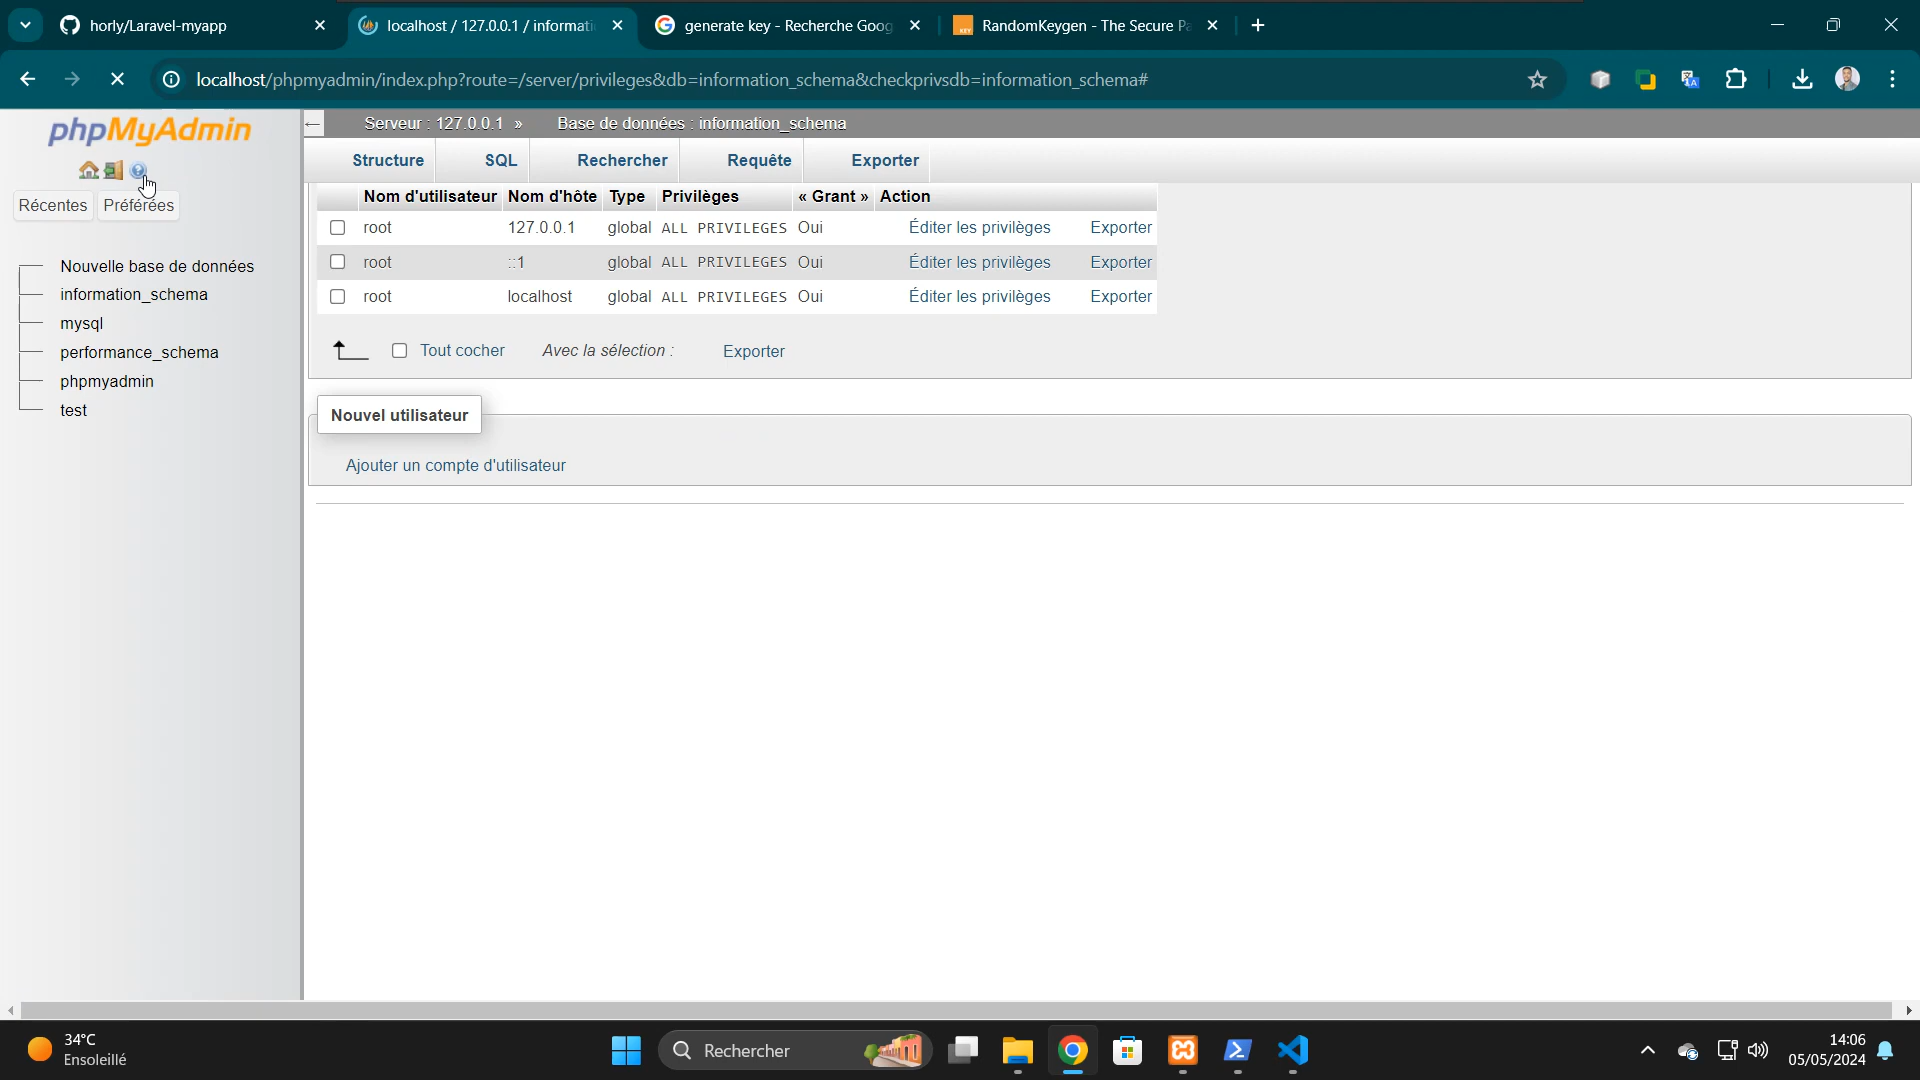 horly/Laravel-myapp
localhost / 127.0.0.1 / informati
generate key - Recherche Goog
RandomKeygen - The Secure Pa
localhost/phpmyadmin/index.php?route=/server/privileges&db=information_schema&checkprivsdb=information_schema#
phpMyAdmin
Récentes Préférées
Nouvelle base de données
information_schema
mysql
performance_schema
phpmyadmin
test
Serveur : 127.0.0.1 » Base de données : information_schema
Structure SQL Rechercher Requête Exporter
Nom d'utilisateur Nom d'hôte Type Privilèges « Grant » Action
root 127.0.0.1 global ALL PRIVILEGES Oui Éditer les privilèges Exporter
root ::1 global ALL PRIVILEGES Oui Éditer les privilèges Exporter
root localhost global ALL PRIVILEGES Oui Éditer les privilèges Exporter
Tout cocher Avec la sélection : Exporter
Nouvel utilisateur
Ajouter un compte d'utilisateur
34°C
Ensoleillé
Rechercher
14:06
05/05/2024